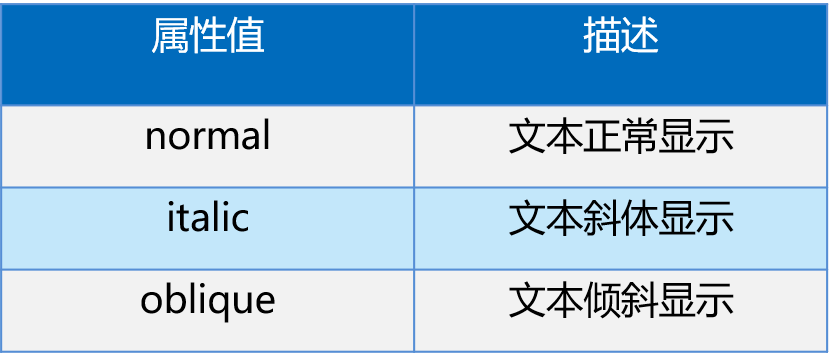 属性值 描述
normal 文本正常显示
italic 文本斜体显示
oblique 文本倾斜显示